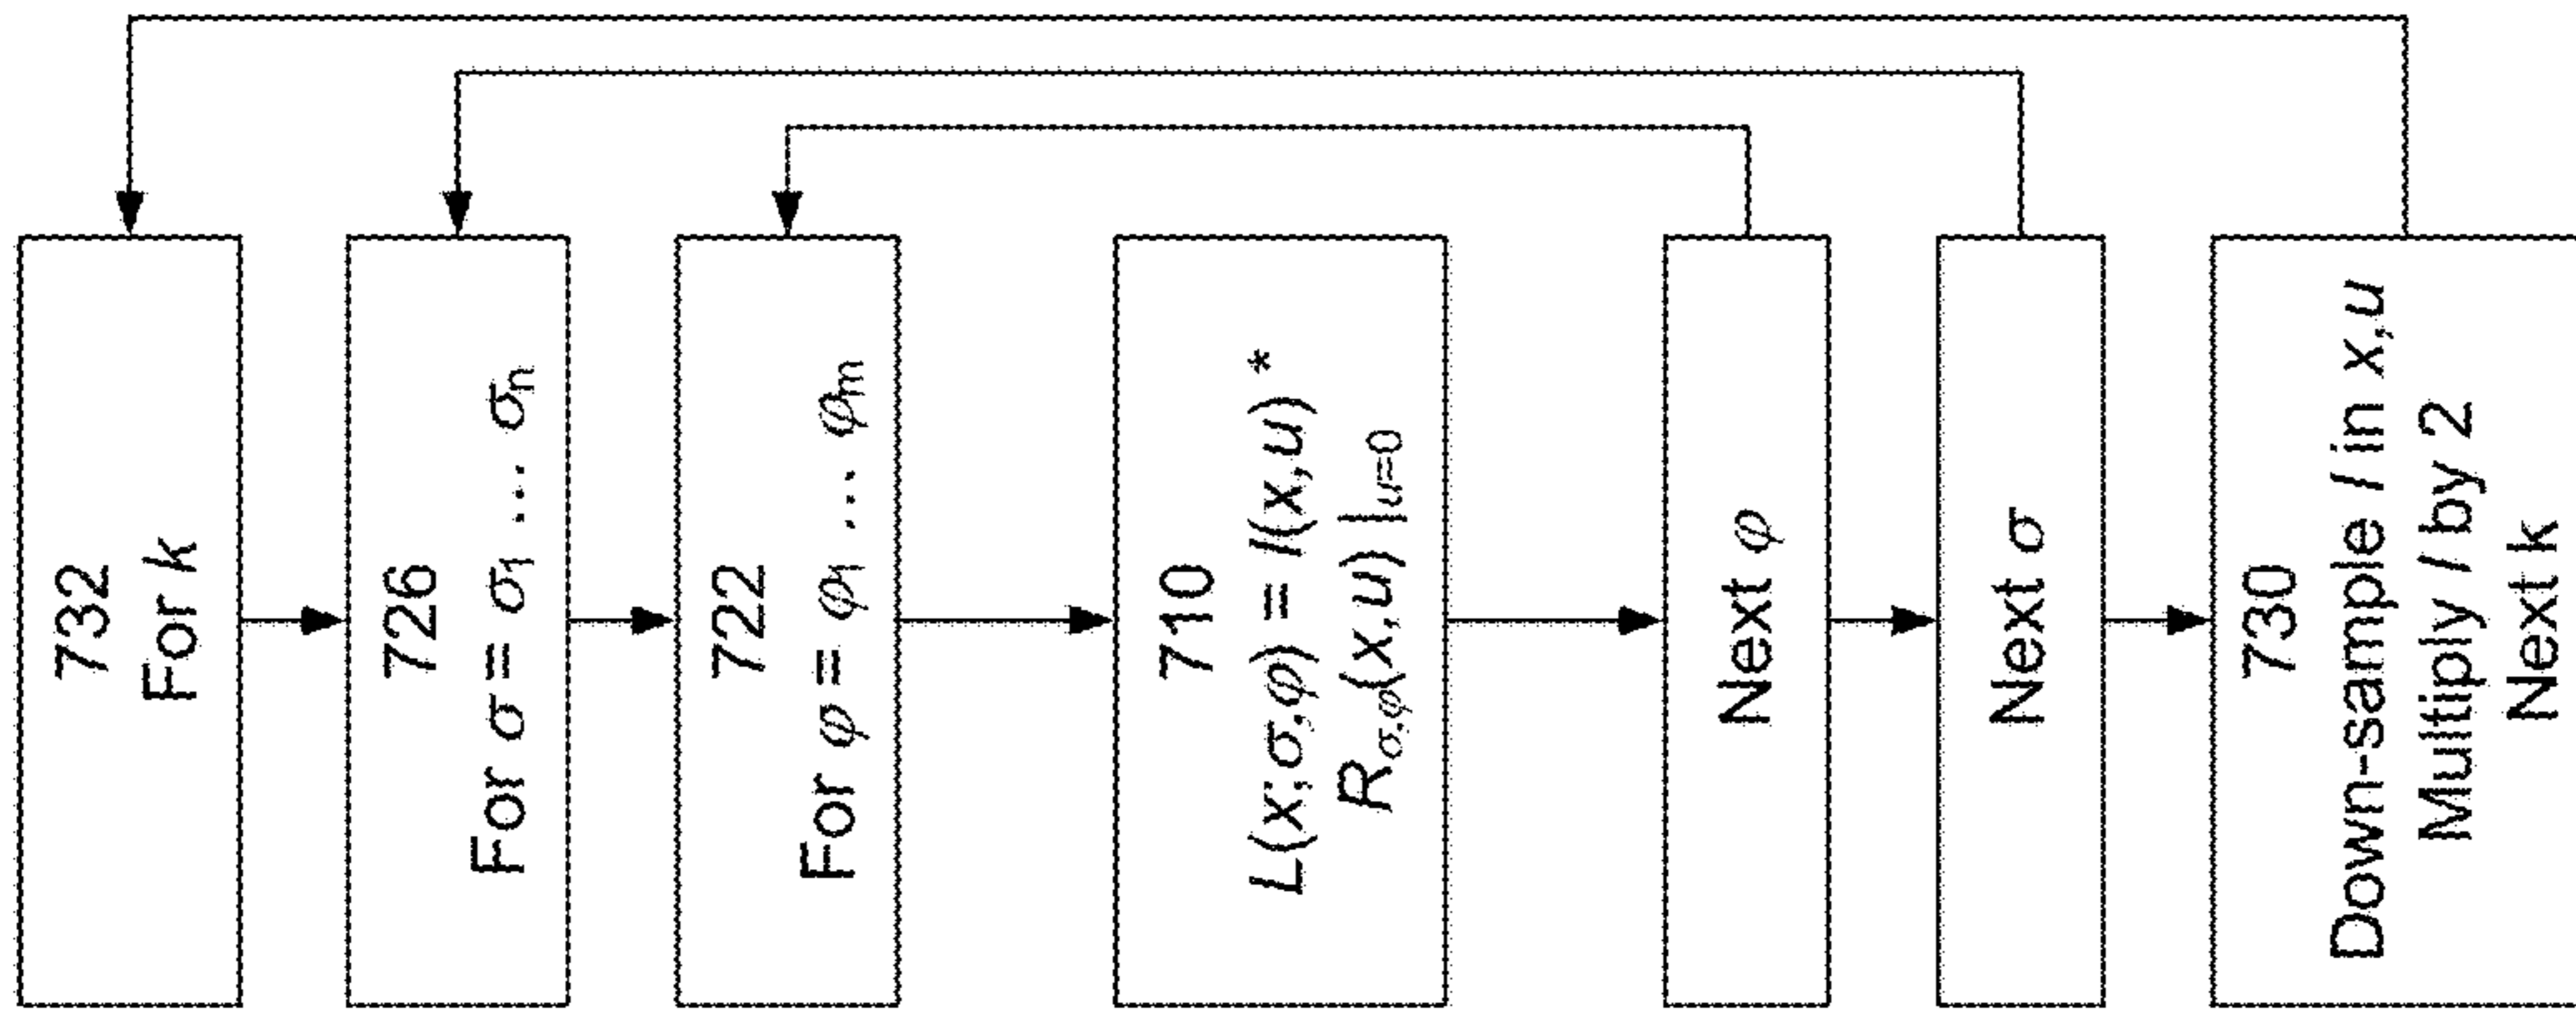 732
For k
726
For σ = σ₁ ... σₙ
722
For φ = φ₁ ... φₘ
710
L(x;σ,φ) = I(x,u) *
R_σ,φ(x,u) |ᵤ₌₀
Next φ
Next σ
730
Down-sample I in x,u
Multiply I by 2
Next k